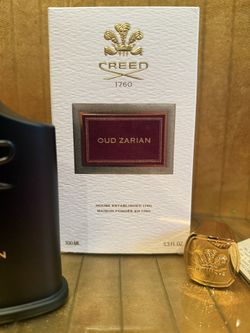 CREED
1760
OUD ZARIAN
HOUSE ESTABLISHED 1760
MAISON FONDÉE EN 1760
100 ML
3.3 FL.OZ
N